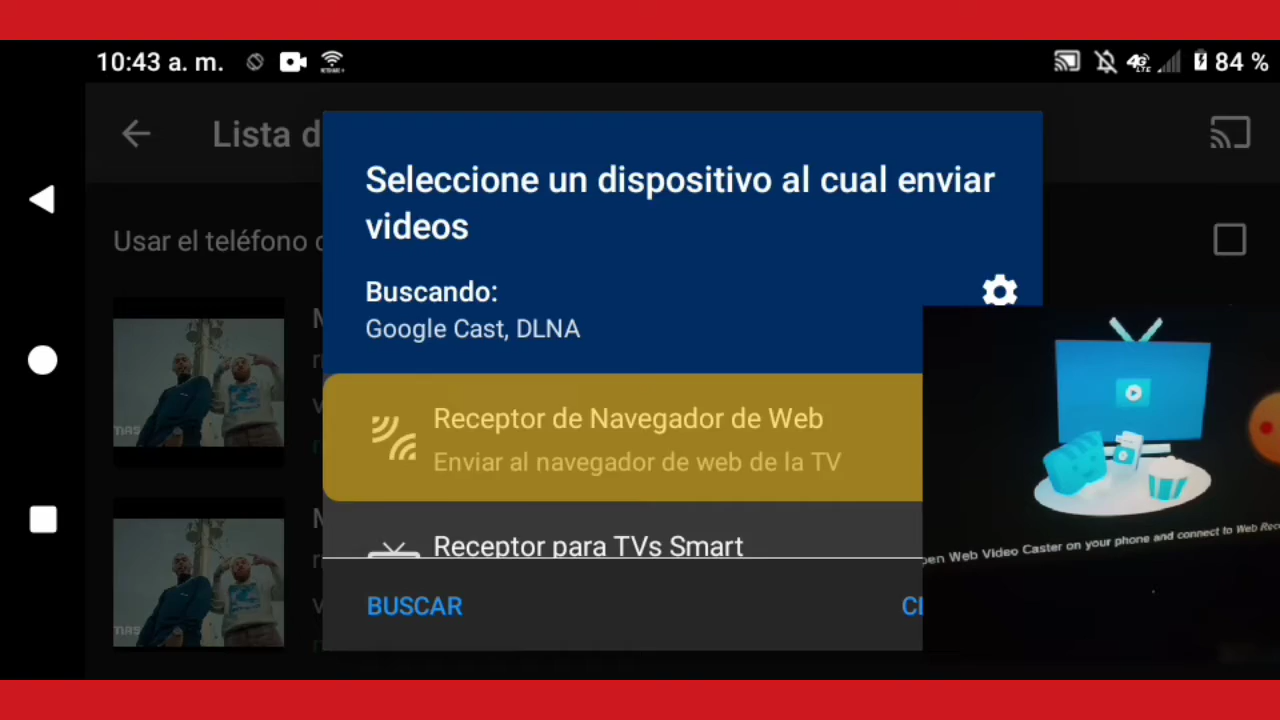 10:43 a. m.
4G
LTE
84 %
Lista d
Seleccione un dispositivo al cual enviar
videos
Usar el teléfono
Buscando:
Google Cast, DLNA
Receptor de Navegador de Web
Enviar al navegador de web de la TV
Receptor para TVs Smart
BUSCAR
pen Web Video Caster on your phone and connect to Web Rec